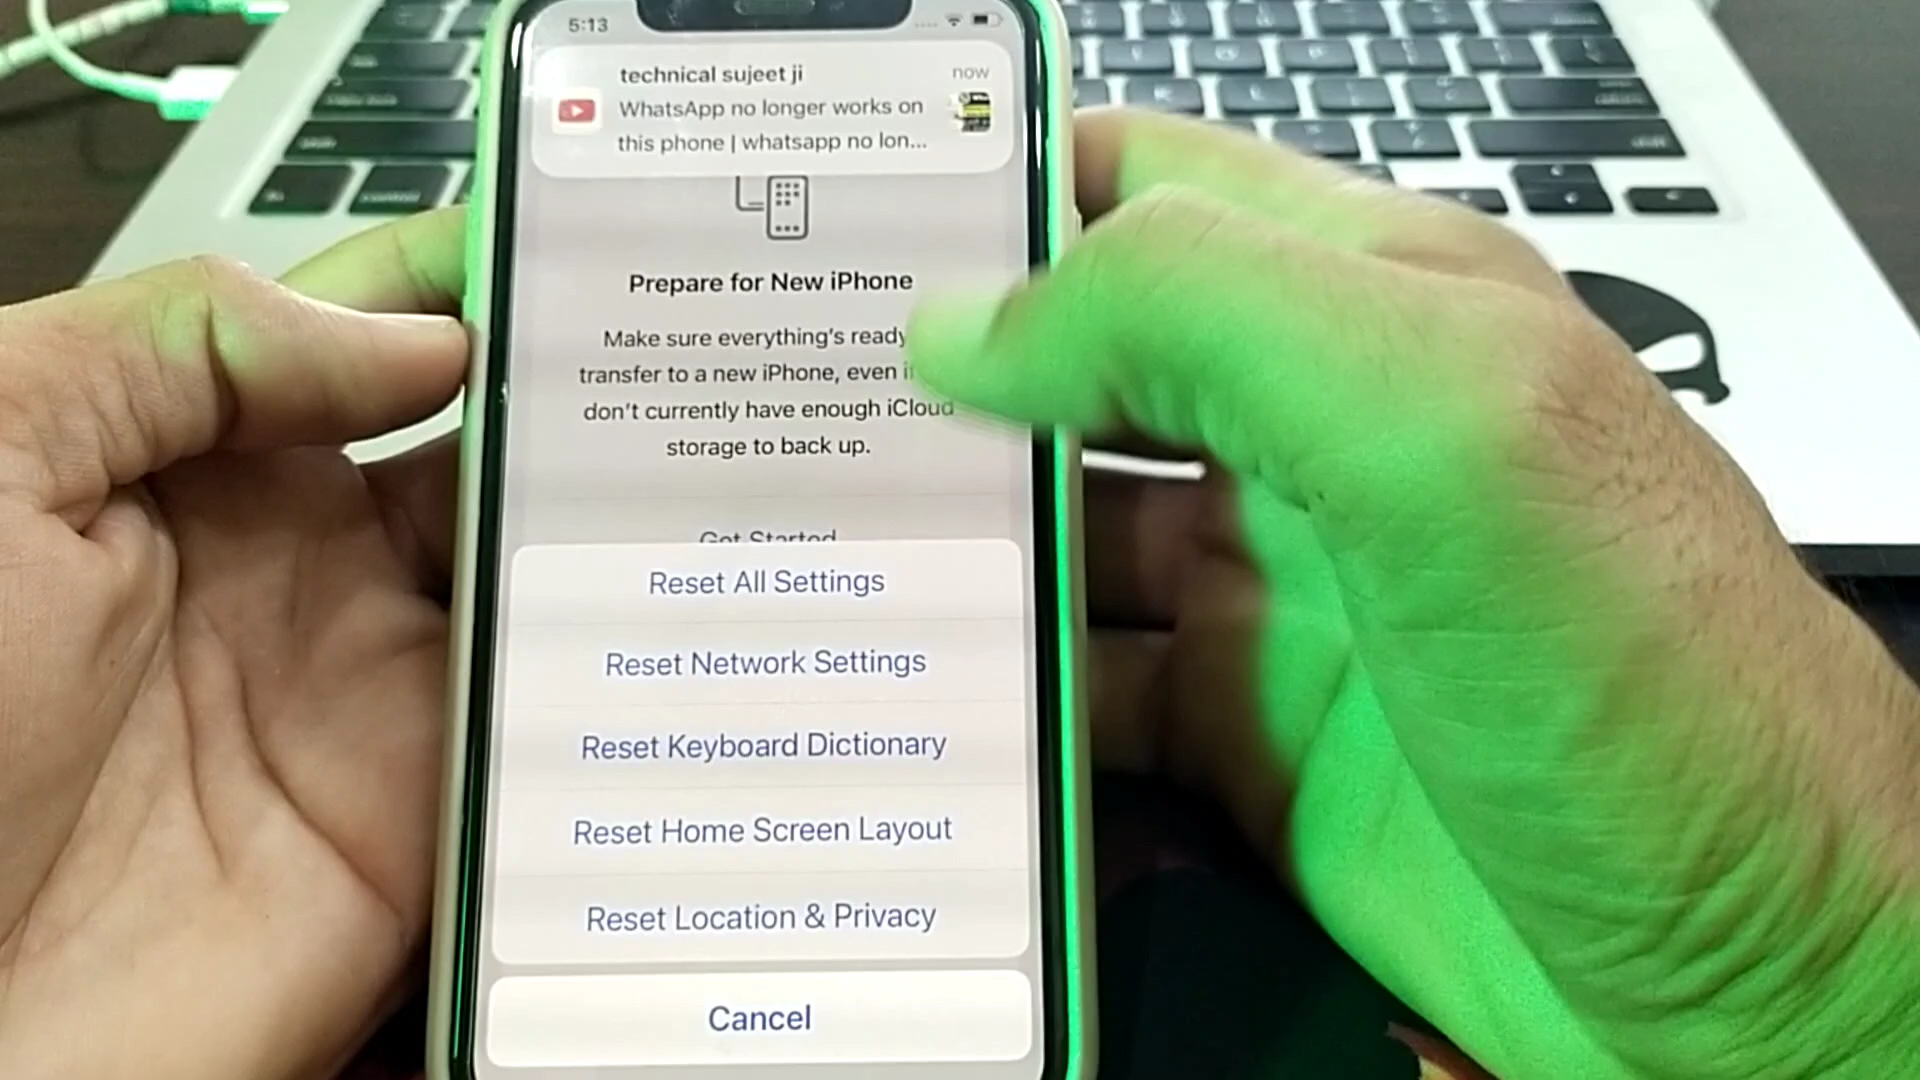 5:13
technical sujeet ji
now
WhatsApp no longer works on
this phone | whatsapp no lon...
Prepare for New iPhone
Make sure everything's ready
transfer to a new iPhone, even
don't currently have enough iCloud
storage to back up.
Get Started
Reset All Settings
Reset Network Settings
Reset Keyboard Dictionary
Reset Home Screen Layout
Reset Location & Privacy
Cancel